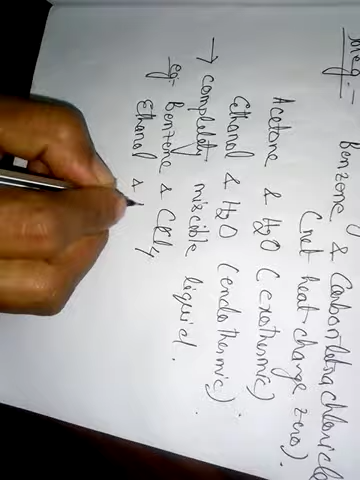 Benzene & Carbontetrachloride
(net heat change zero).
Acetone & H2O (exothermic)
Ethanol & H2O (endothermic).
→ completely miscible liquid.
eg:- Benzene & CCl4
Ethanol &